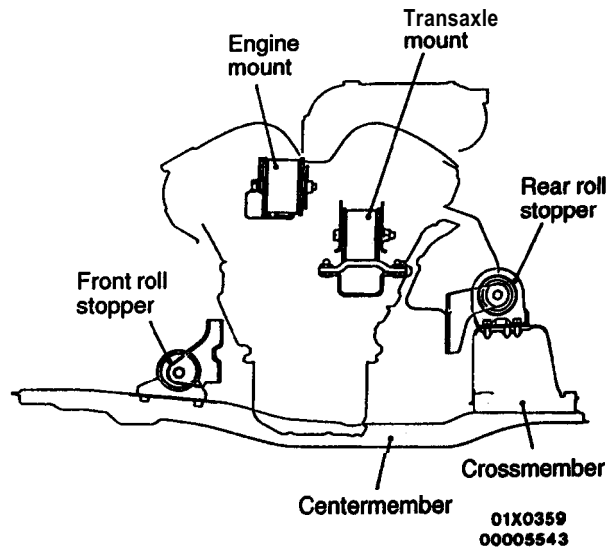 Transaxle
mount
Engine
mount
Rear roll
stopper
Front roll
stopper
Crossmember
Centermember
01X0359
00005543